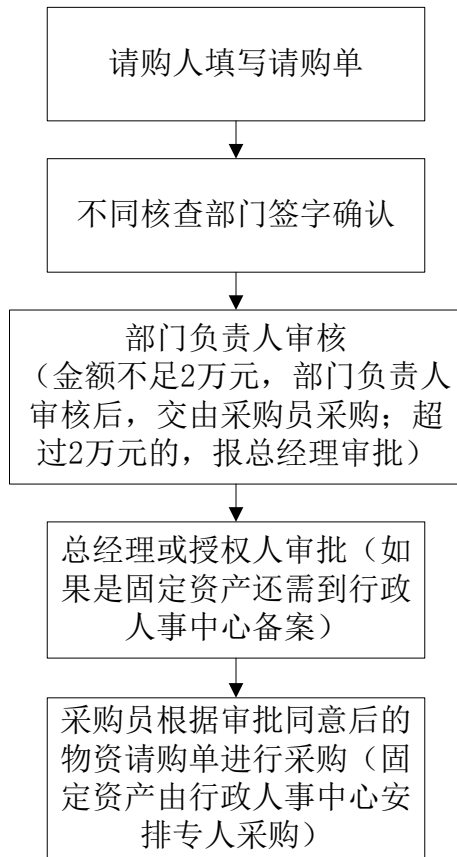 请购人填写请购单
不同核查部门签字确认
部门负责人审核
（金额不足2万元，部门负责人
审核后，交由采购员采购；超
过2万元的，报总经理审批）
总经理或授权人审批（如
果是固定资产还需到行政
人事中心备案）
采购员根据审批同意后的
物资请购单进行采购（固
定资产由行政人事中心安
排专人采购）